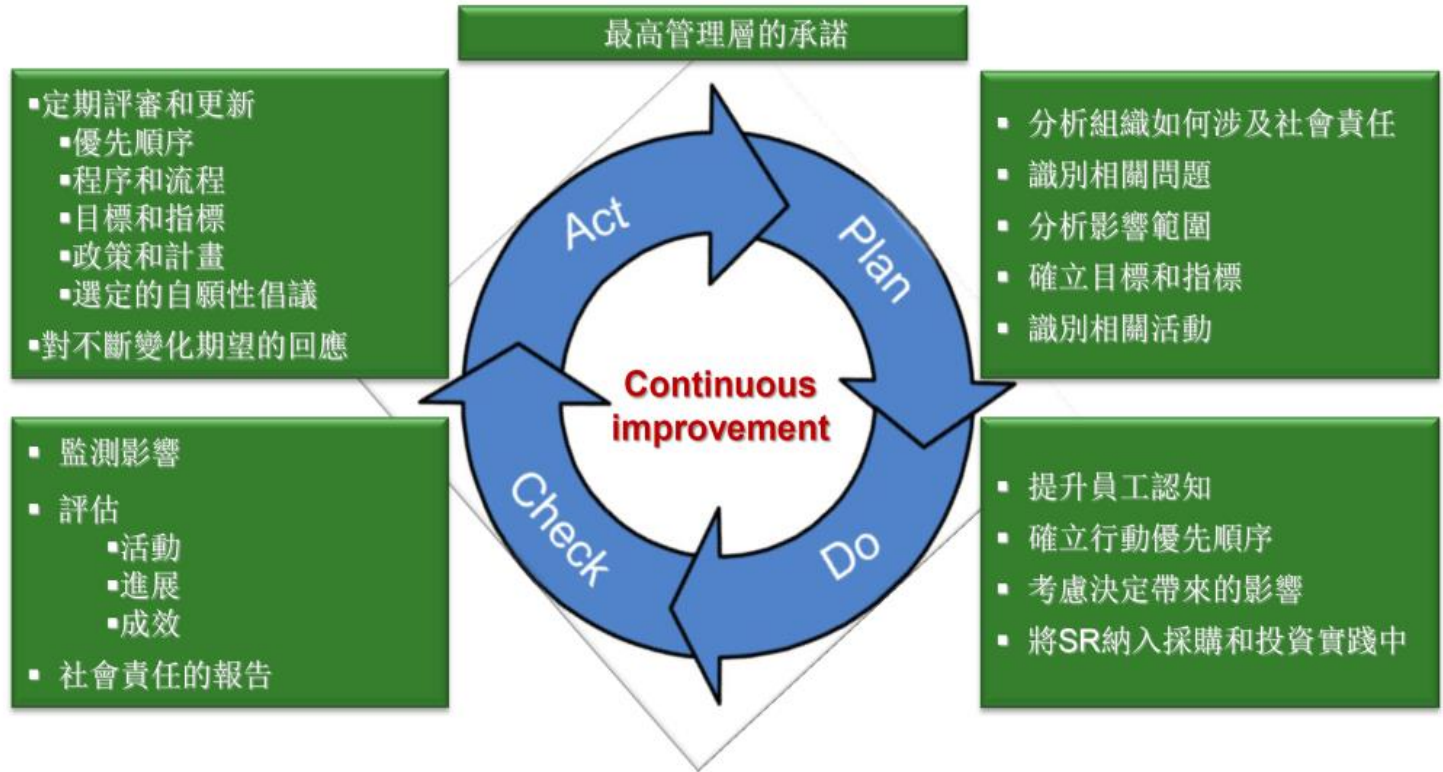 最高管理層的承諾
▪定期評審和更新
▪優先順序
▪程序和流程
▪目標和指標
▪政策和計畫
▪選定的自願性倡議
▪對不斷變化期望的回應
▪ 分析組織如何涉及社會責任
▪ 識別相關問題
▪ 分析影響範圍
▪ 確立目標和指標
▪ 識別相關活動
Act
Plan
Continuous
improvement
Check
Do
▪ 監測影響
▪ 評估
▪活動
▪進展
▪成效
▪ 社會責任的報告
▪ 提升員工認知
▪ 確立行動優先順序
▪ 考慮決定帶來的影響
▪ 將SR納入採購和投資實踐中